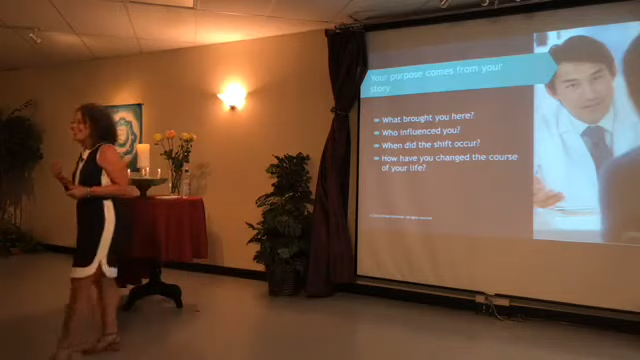 Your purpose comes from your
story
What brought you here?
Who influenced you?
When did the shift occur?
How have you changed the course
of your life?